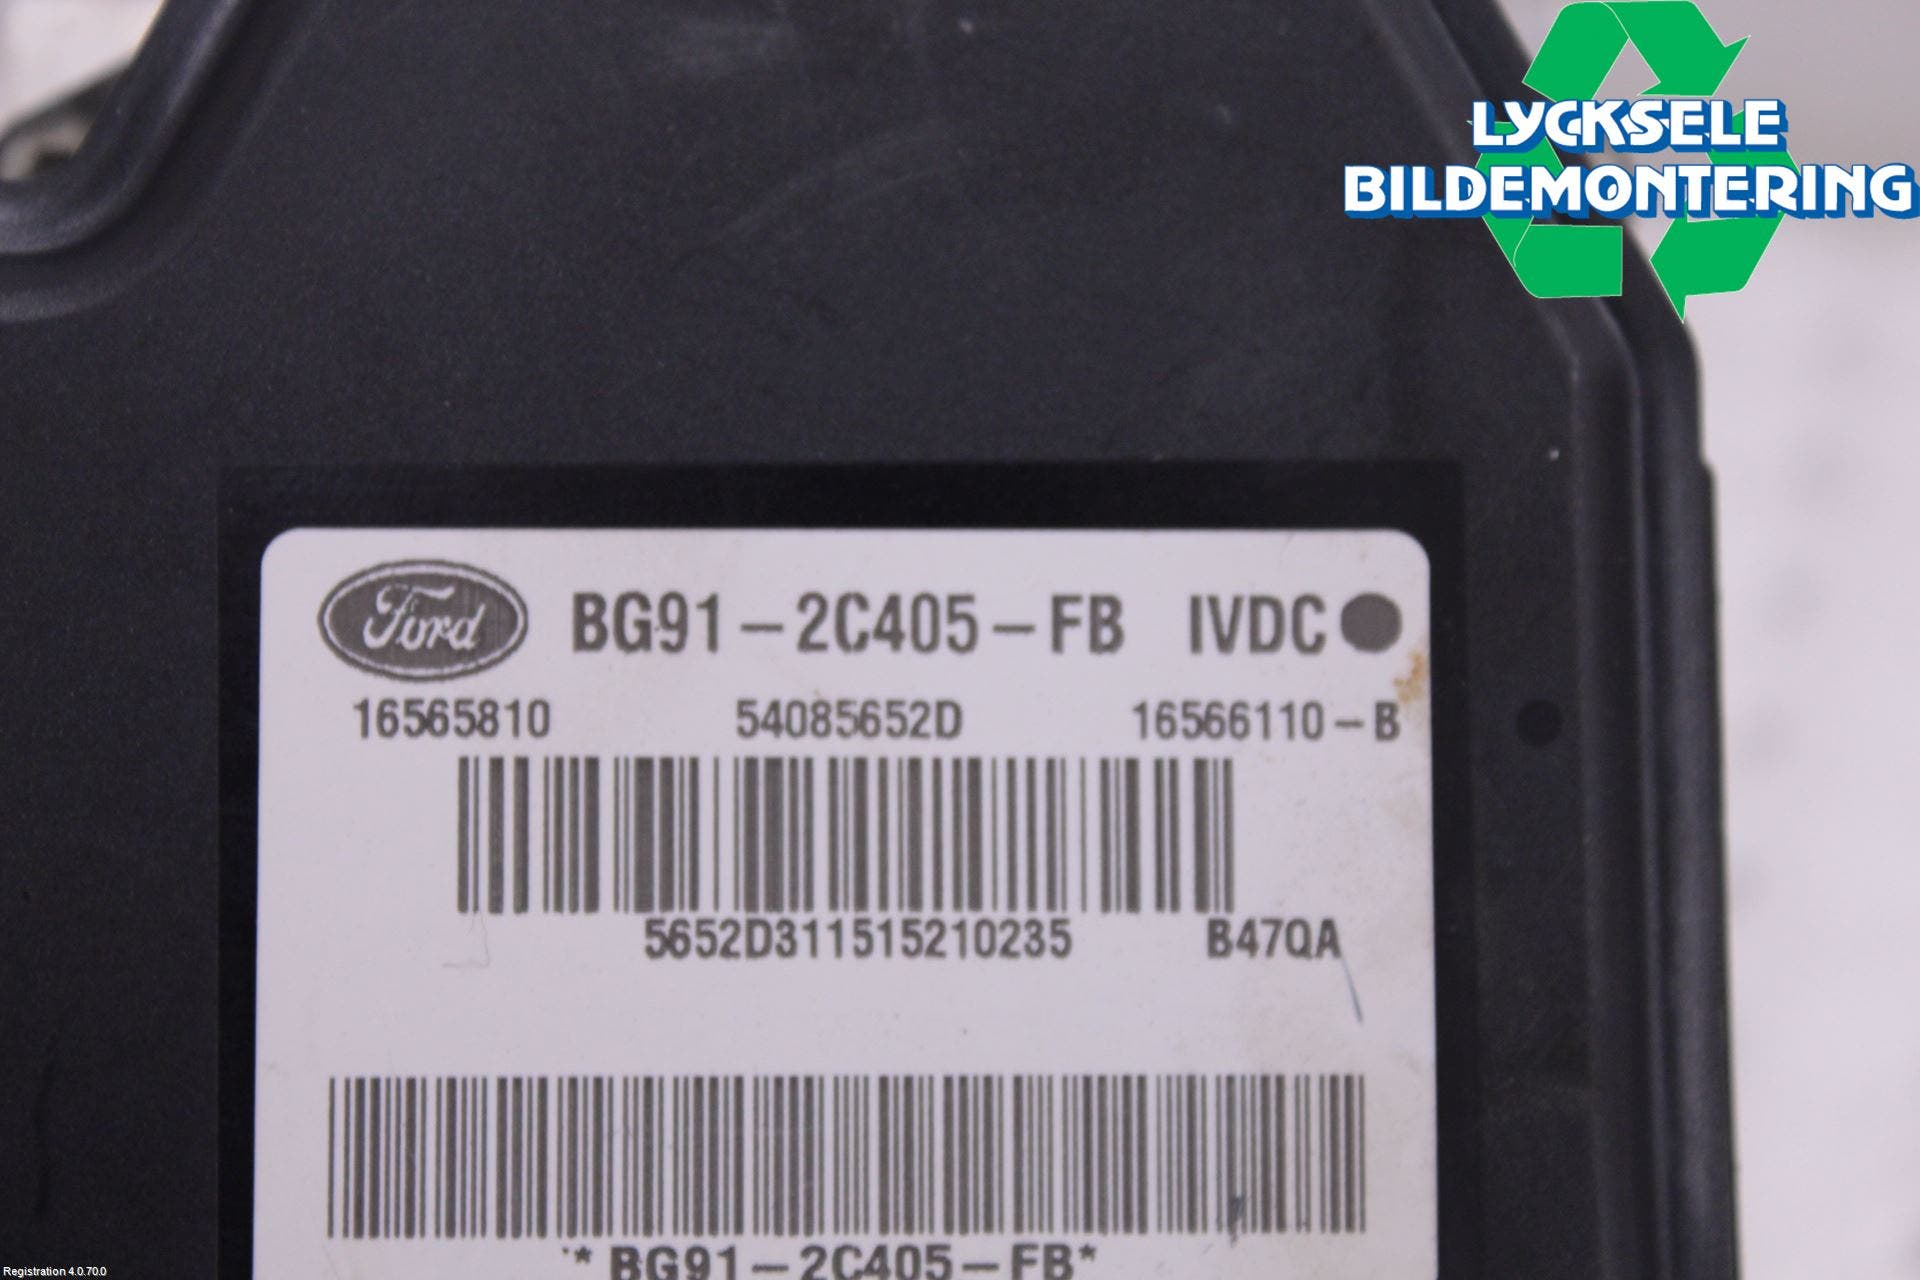 LYCKSELE
BILDEMONTERING
Ford BG91-2C405-FB IVDC
16565810 54085652D 16566110-B
5652D311515210235 B47QA
*BG91-2C405-FB*
Registration 4.0.70.0